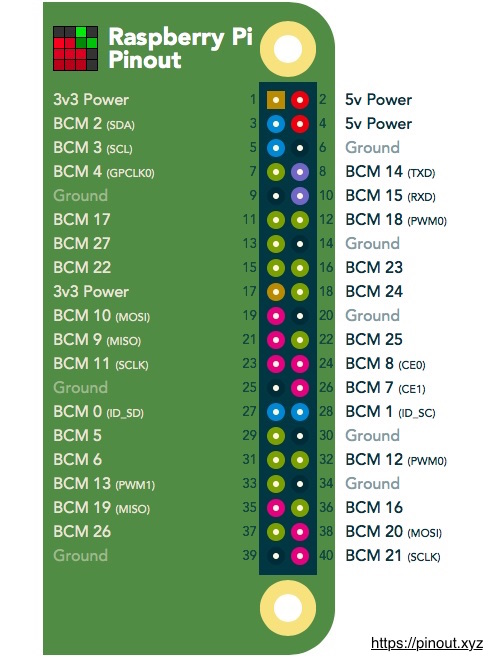 Raspberry Pi
Pinout
3v3 Power 1 2 5v Power
BCM 2 (SDA) 3 4 5v Power
BCM 3 (SCL) 5 6 Ground
BCM 4 (GPCLK0) 7 8 BCM 14 (TXD)
Ground 9 10 BCM 15 (RXD)
BCM 17 11 12 BCM 18 (PWM0)
BCM 27 13 14 Ground
BCM 22 15 16 BCM 23
3v3 Power 17 18 BCM 24
BCM 10 (MOSI) 19 20 Ground
BCM 9 (MISO) 21 22 BCM 25
BCM 11 (SCLK) 23 24 BCM 8 (CE0)
Ground 25 26 BCM 7 (CE1)
BCM 0 (ID_SD) 27 28 BCM 1 (ID_SC)
BCM 5 29 30 Ground
BCM 6 31 32 BCM 12 (PWM0)
BCM 13 (PWM1) 33 34 Ground
BCM 19 (MISO) 35 36 BCM 16
BCM 26 37 38 BCM 20 (MOSI)
Ground 39 40 BCM 21 (SCLK)
https://pinout.xyz